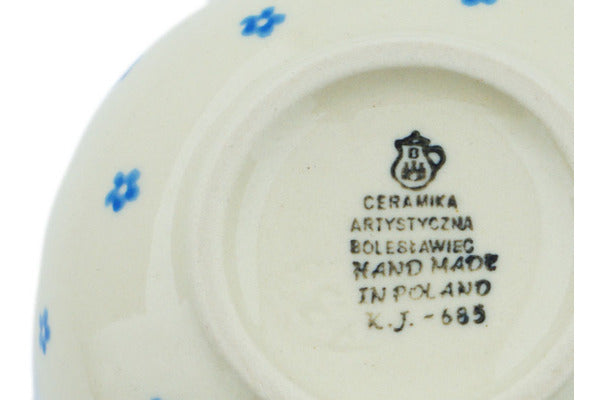 B
CERAMIKA
ARTYSTYCZNA
BOLESŁAWIEC
HAND MADE
IN POLAND
K.J.-685